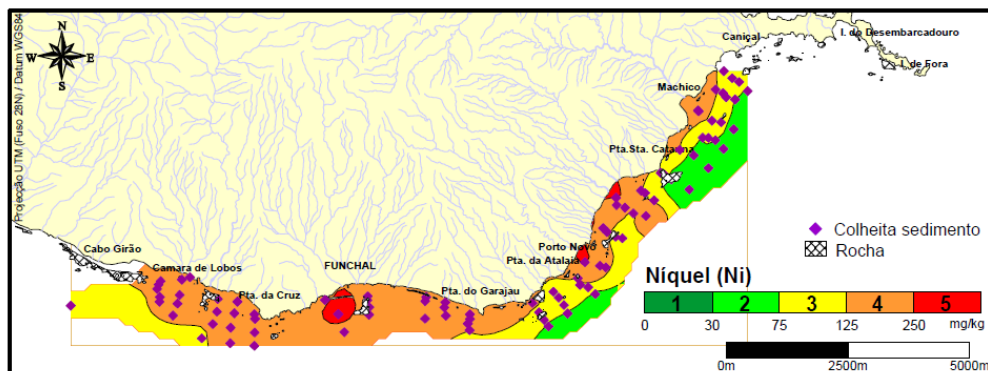 Projecção UTM (Fuso 28N) / Datum WGS84
N
W E
S
Caniçal
I. do Desembarcadouro
de Fora
Machico
Pta.Sta. Catarina
Cabo Girão
Camara de Lobos
FUNCHAL
Porto Novo
Pta. da Atalaia
Pta. da Cruz
Pta. do Garajau
Colheita sedimento
Rocha
Níquel (Ni)
1 2 3 4 5
0 30 75 125 250 mg/kg
0m 2500m 5000m